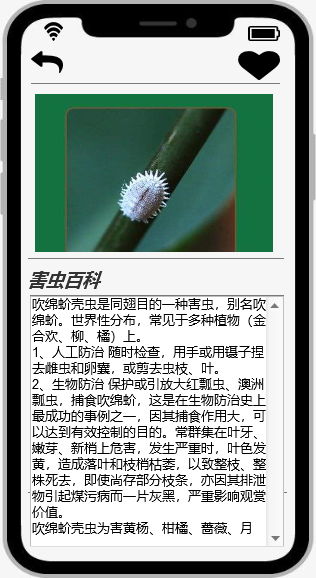 害虫百科
吹绵蚧壳虫是同翅目的一种害虫，别名吹
绵蚧。世界性分布，常见于多种植物（金
合欢、柳、橘）上。
1、人工防治 随时检查，用手或用镊子捏
去雌虫和卵囊，或剪去虫枝、叶。
2、生物防治 保护或引放大红瓢虫、澳洲
瓢虫，捕食吹绵蚧，这是在生物防治史上
最成功的事例之一，因其捕食作用大，可
以达到有效控制的目的。常群集在叶牙、
嫩芽、新梢上危害，发生严重时，叶色发
黄，造成落叶和枝梢枯萎，以致整枝、整
株死去，即使尚存部分枝条，亦因其排泄
物引起煤污病而一片灰黑，严重影响观赏
价值。
吹绵蚧壳虫为害黄杨、柑橘、蔷薇、月